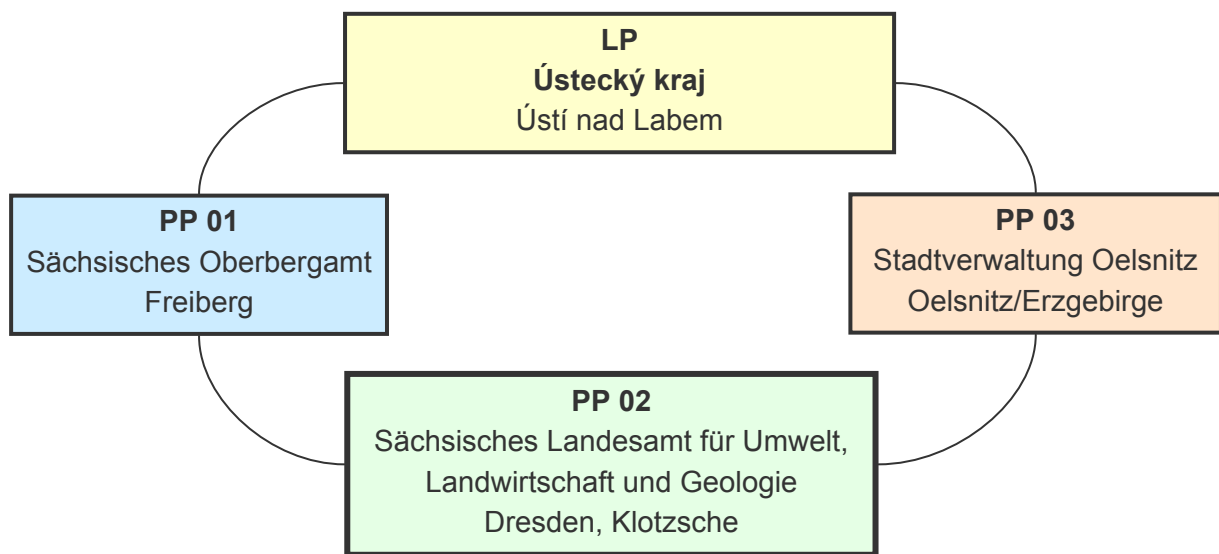 LP
Ústecký kraj
Ústí nad Labem
PP 01
Sächsisches Oberbergamt
Freiberg
PP 03
Stadtverwaltung Oelsnitz
Oelsnitz/Erzgebirge
PP 02
Sächsisches Landesamt für Umwelt,
Landwirtschaft und Geologie
Dresden, Klotzsche